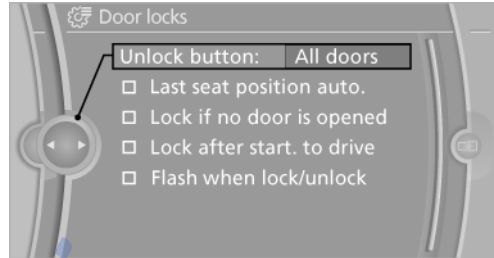 Door locks
Unlock button: All doors
Last seat position auto.
Lock if no door is opened
Lock after start. to drive
Flash when lock/unlock